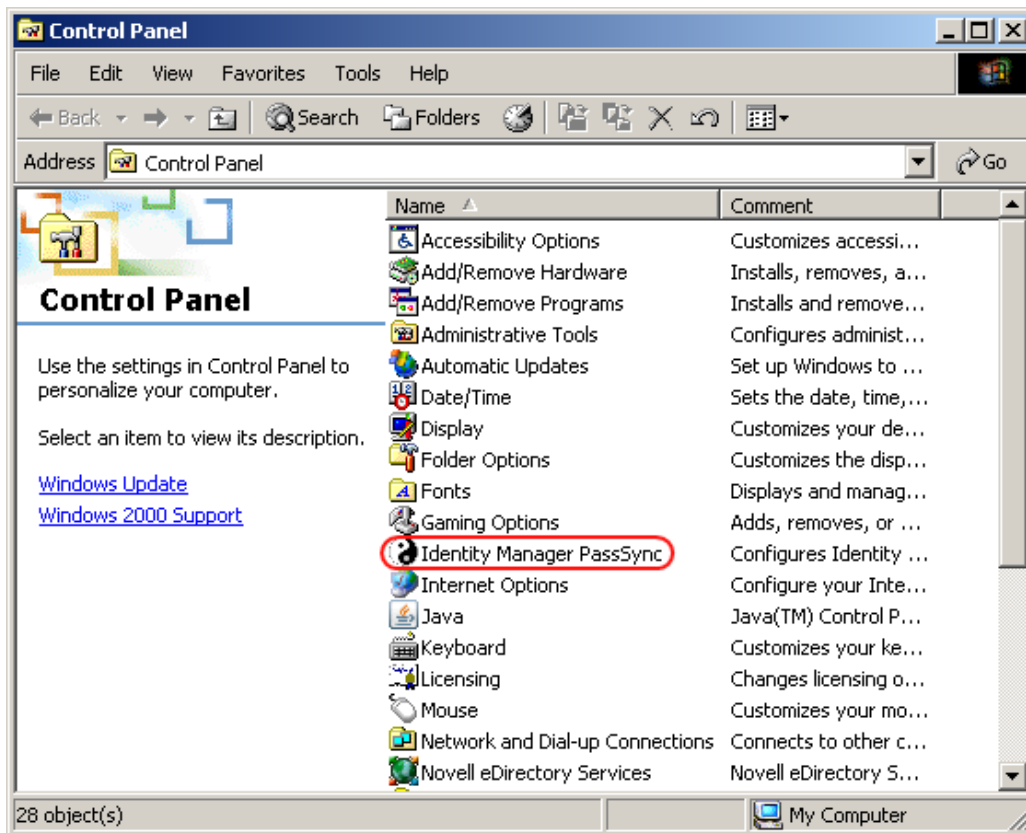 Control Panel
File Edit View Favorites Tools Help
Back Search Folders
Address Control Panel Go
Name Comment
Control Panel
Use the settings in Control Panel to
personalize your computer.
Select an item to view its description.
Windows Update
Windows 2000 Support
Accessibility Options Customizes accessi...
Add/Remove Hardware Installs, removes, a...
Add/Remove Programs Installs and remove...
Administrative Tools Configures administ...
Automatic Updates Set up Windows to ...
Date/Time Sets the date, time,...
Display Customizes your de...
Folder Options Customizes the disp...
Fonts Displays and manag...
Gaming Options Adds, removes, or ...
Identity Manager PassSync Configures Identity ...
Internet Options Configure your Inte...
Java Java(TM) Control P...
Keyboard Customizes your ke...
Licensing Changes licensing o...
Mouse Customizes your mo...
Network and Dial-up Connections Connects to other c...
Novell eDirectory Services Novell eDirectory S...
28 object(s) My Computer